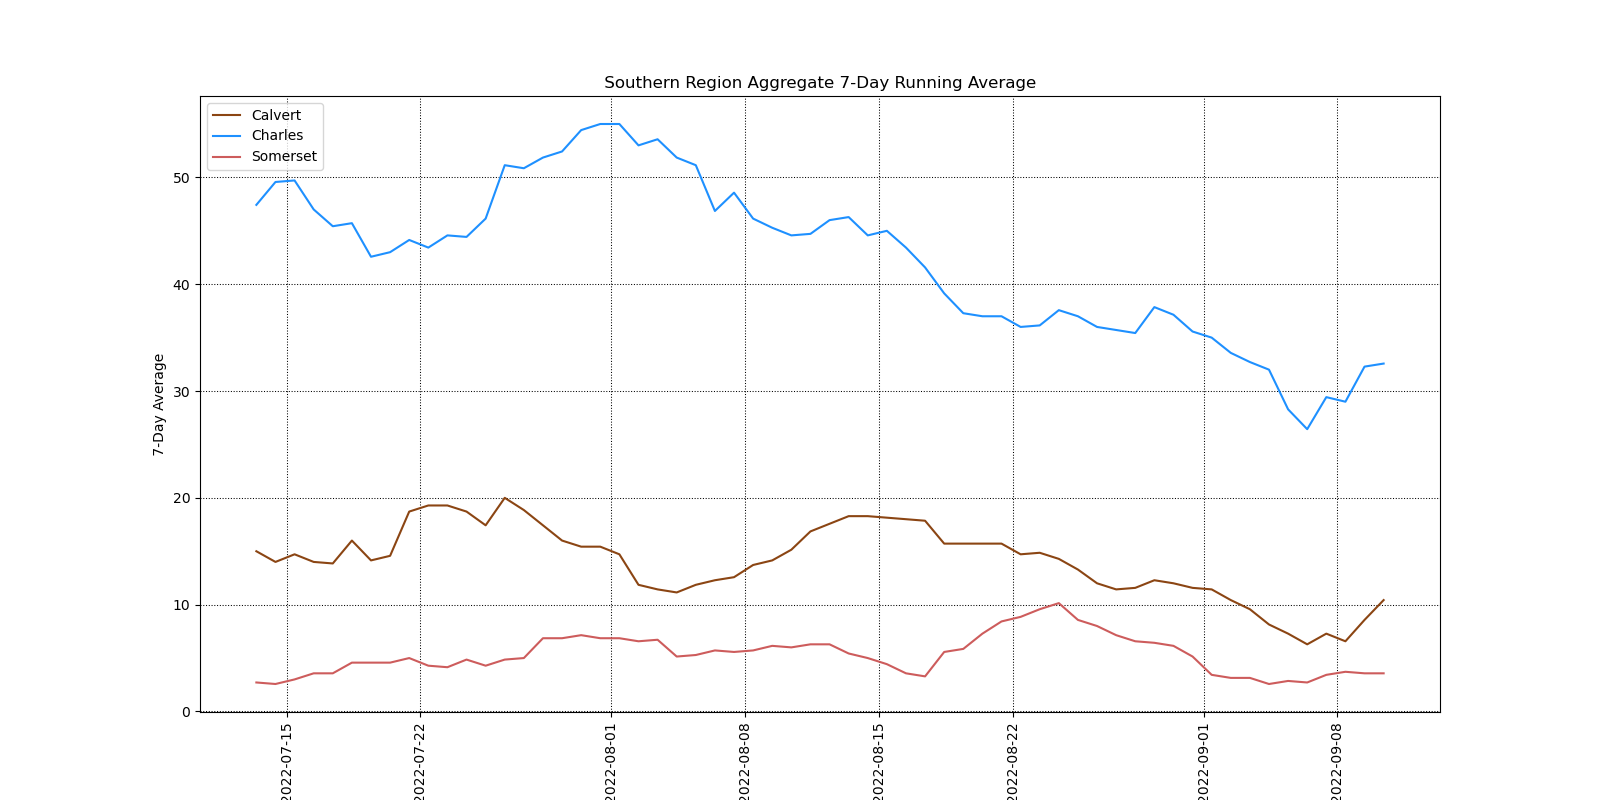 Southern Region Aggregate 7-Day Running Average
Calvert
Charles
Somerset
7-Day Average
50
40
30
20
10
0
2022-07-15
2022-07-22
2022-08-01
2022-08-08
2022-08-15
2022-08-22
2022-09-01
2022-09-08